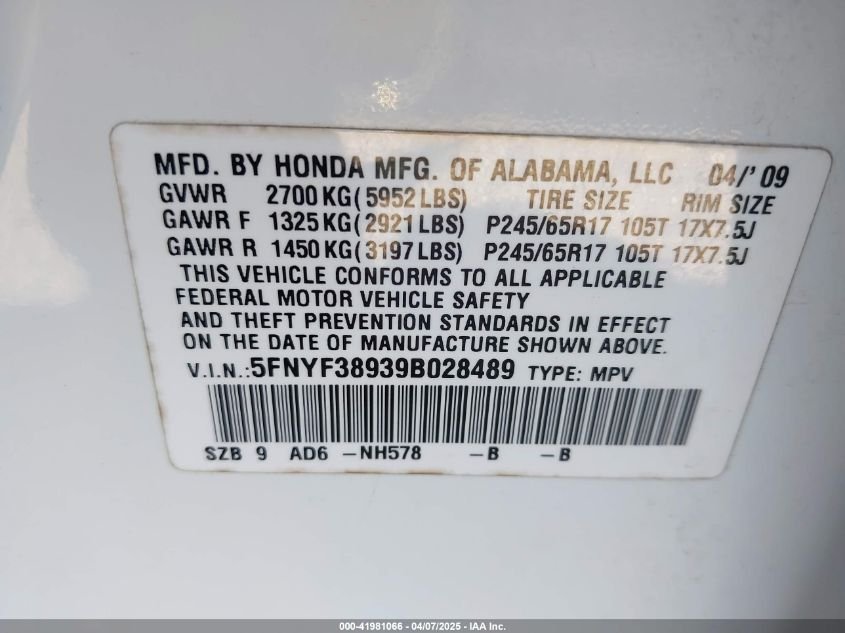 MFD. BY HONDA MFG. OF ALABAMA, LLC 04/'09
GVWR 2700 KG(5952 LBS) TIRE SIZE RIM SIZE
GAWR F 1325 KG(2921 LBS) P245/65R17 105T 17X7.5J
GAWR R 1450 KG(3197 LBS) P245/65R17 105T 17X7.5J
THIS VEHICLE CONFORMS TO ALL APPLICABLE
FEDERAL MOTOR VEHICLE SAFETY
AND THEFT PREVENTION STANDARDS IN EFFECT
ON THE DATE OF MANUFACTURE SHOWN ABOVE.
V.I.N.:5FNYF38939B028489 TYPE: MPV
SZB 9 AD6 -NH578 -B -B
000-41981066 - 04/07/2025 - IAA Inc.